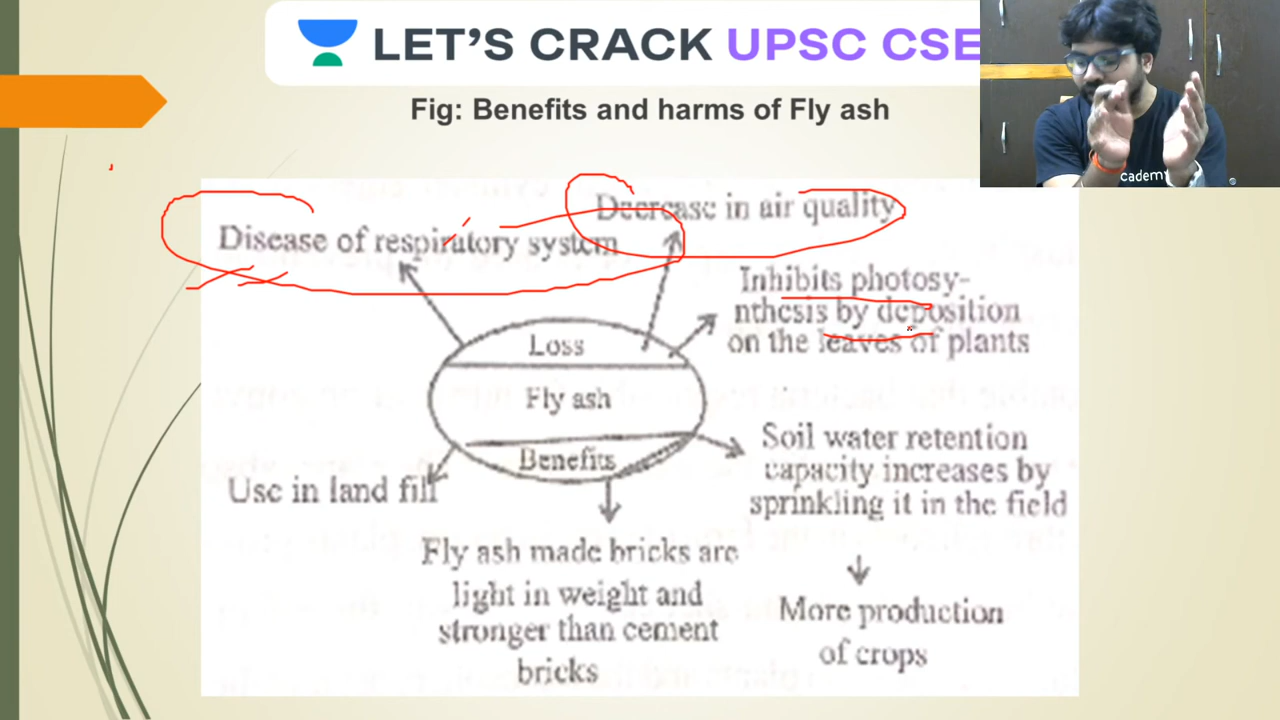 LET'S CRACK UPSC CSE
Fig: Benefits and harms of Fly ash
cademy
Decrease in air quality
Disease of respiratory system
Inhibits photosy-
nthesis by deposition
on the leaves of plants
Loss
Fly ash
Benefits
Soil water retention
capacity increases by
sprinkling it in the field
Use in land fill
Fly ash made bricks are
light in weight and
stronger than cement
bricks
More production
of crops